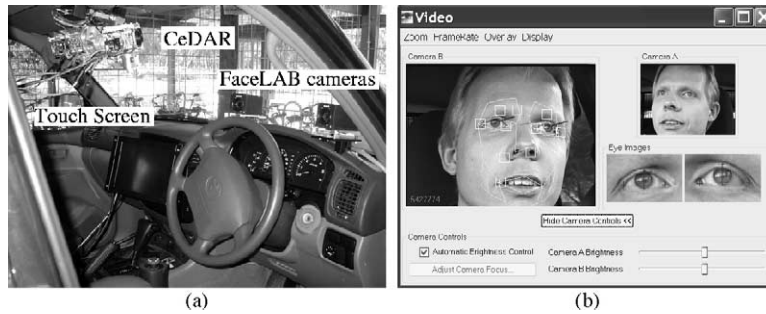 CeDAR
FaceLAB cameras
Touch Screen
(a)
Video
Zoom FrameRate Overlay Display
Camera B
Camera A
Eye Images
Hide Camera Controls <<
Camera Controls
Automatic Brightness Control
Camera A Brightness
Adjust Camera Focus...
Camera B Brightness
(b)